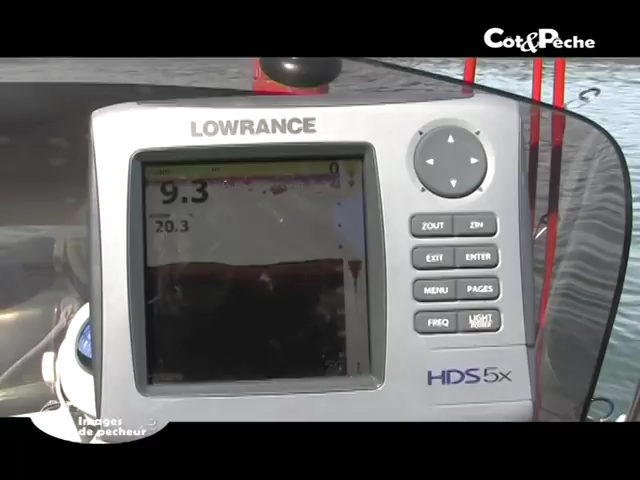 Cot&Peche
LOWRANCE
0
9.3
20.3
ZOUT ZIN
EXIT ENTER
MENU PAGES
FREQ LIGHT
POWER
HDS5x
Images
de pecheur